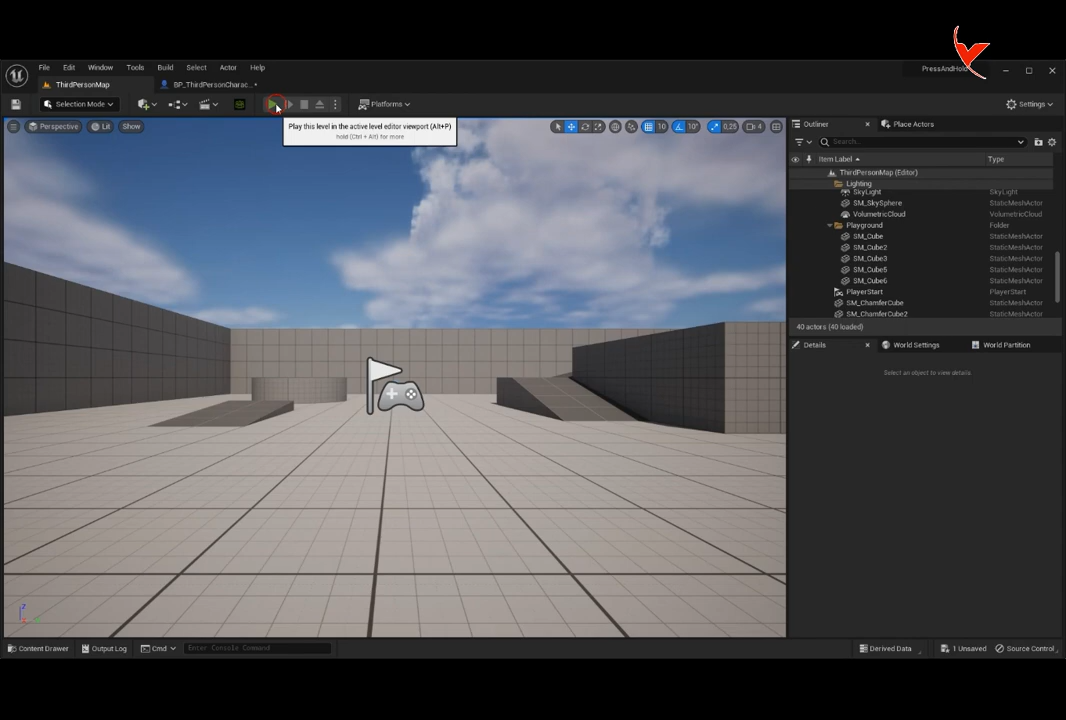 File Edit Window Tools Build Select Actor Help
ThirdPersonMap
BP_ThirdPersonCharac...•
Selection Mode
Platforms
Settings
Play this level in the active level editor viewport (Alt+P)
hold (Ctrl + Alt) for more
Perspective Lit Show
10 10° 0,25 4
Outliner Place Actors
Search...
Item Label Type
ThirdPersonMap (Editor)
Lighting
SkyLight SkyLight
SM_SkySphere StaticMeshActor
VolumetricCloud VolumetricCloud
Playground Folder
SM_Cube StaticMeshActor
SM_Cube2 StaticMeshActor
SM_Cube3 StaticMeshActor
SM_Cube5 StaticMeshActor
SM_Cube6 StaticMeshActor
PlayerStart PlayerStart
SM_ChamferCube StaticMeshActor
SM_ChamferCube2 StaticMeshActor
40 actors (40 loaded)
Details World Settings World Partition
Select an object to view details.
Z
Content Drawer Output Log Cmd Enter Console Command
Derived Data 1 Unsaved Source Control